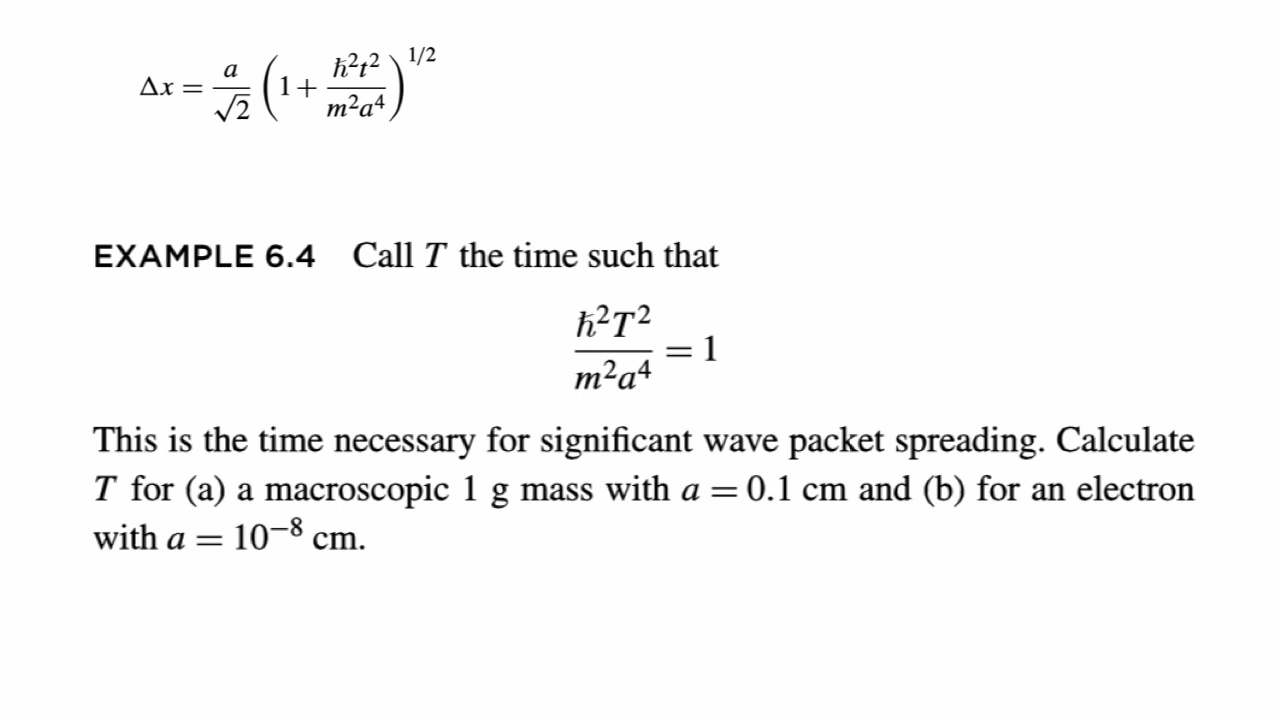 Δx = a/√2 (1 + ħ²t²/m²a⁴)^1/2
EXAMPLE 6.4 Call T the time such that
ħ²T²/m²a⁴ = 1
This is the time necessary for significant wave packet spreading. Calculate
T for (a) a macroscopic 1 g mass with a = 0.1 cm and (b) for an electron
with a = 10⁻⁸ cm.